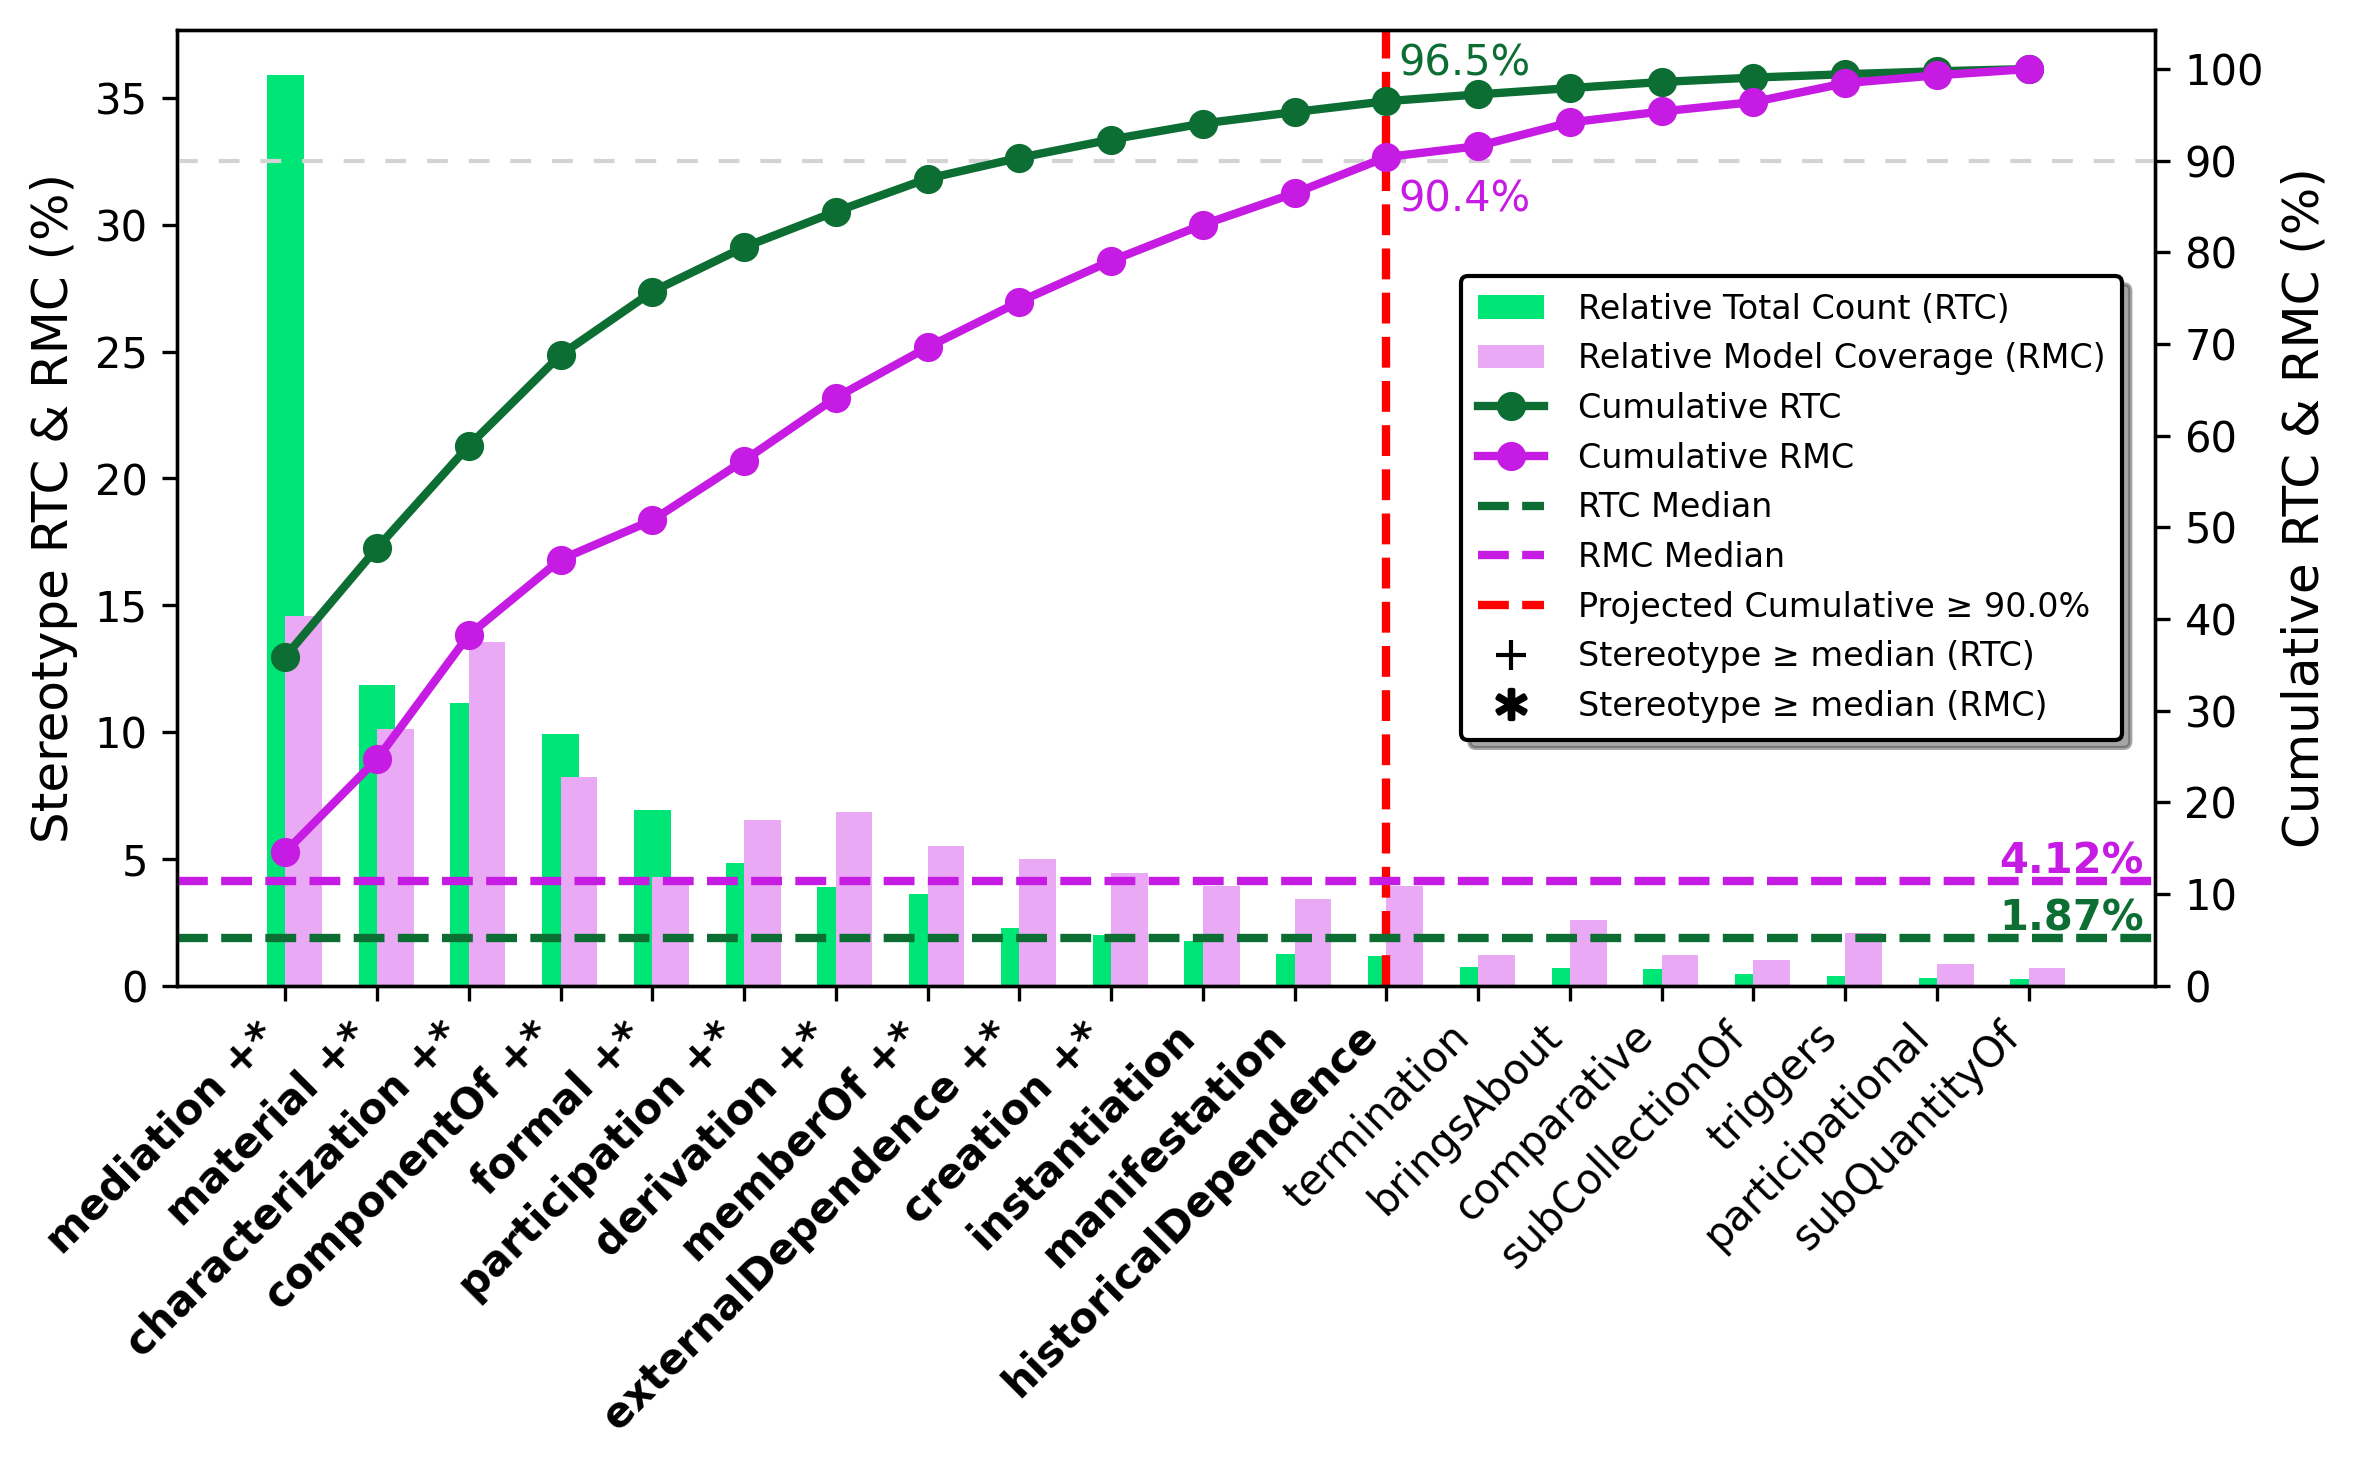 Stereotype RTC & RMC (%)
35
30
25
20
15
10
5
0
96.5%
90.4%
Relative Total Count (RTC)
Relative Model Coverage (RMC)
Cumulative RTC
Cumulative RMC
RTC Median
RMC Median
Projected Cumulative ≥ 90.0%
Stereotype ≥ median (RTC)
Stereotype ≥ median (RMC)
4.12%
1.87%
100
90
80
70
60
50
40
30
20
10
0
Cumulative RTC & RMC (%)
mediation +*
material +*
characterization +*
componentOf +*
formal +*
participation +*
derivation +*
memberOf +*
externalDependence +*
creation +*
instantiation
manifestation
historicalDependence
termination
bringsAbout
comparative
subCollectionOf
triggers
participational
subQuantityOf